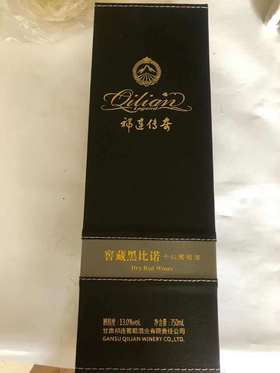 Qilian
Legend
祁连传奇
窖藏黑比诺 干红葡萄酒
Dry Red Wines
酒精度：13.0%vol 净含量：750ml
甘肃祁连葡萄酒业有限责任公司
GANSU QILIAN WINERY CO.,LTD.